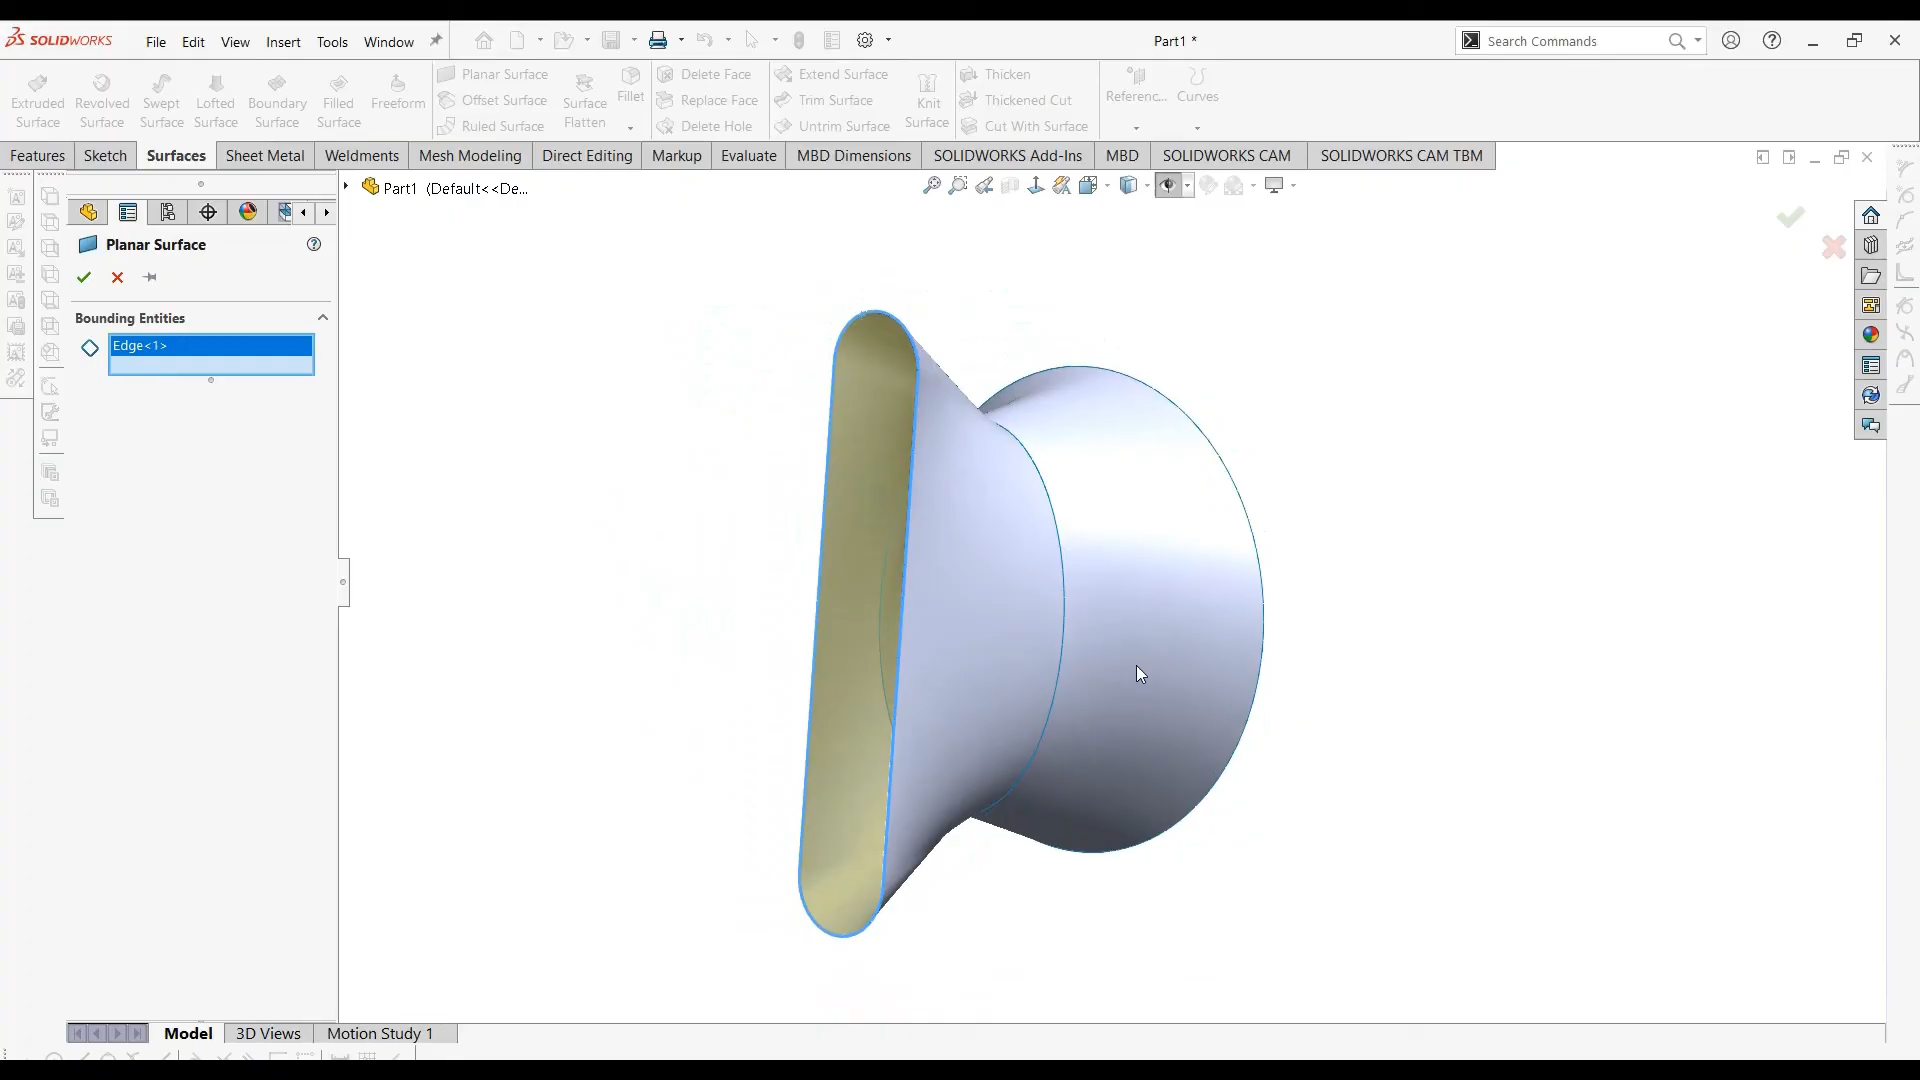 SOLIDWORKS
File
Edit
View
Insert
Tools
Window
Part1 *
Search Commands
Extruded Surface
Revolved Surface
Swept Surface
Lofted Surface
Boundary Surface
Filled Surface
Freeform
Planar Surface
Offset Surface
Ruled Surface
Surface Flatten
Fillet
Delete Face
Replace Face
Delete Hole
Extend Surface
Trim Surface
Untrim Surface
Knit Surface
Thicken
Thickened Cut
Cut With Surface
Referenc...
Curves
Features
Sketch
Surfaces
Sheet Metal
Weldments
Mesh Modeling
Direct Editing
Markup
Evaluate
MBD Dimensions
SOLIDWORKS Add-Ins
MBD
SOLIDWORKS CAM
SOLIDWORKS CAM TBM
Part1 (Default<<De...
Planar Surface
Bounding Entities
Edge<1>
Model
3D Views
Motion Study 1